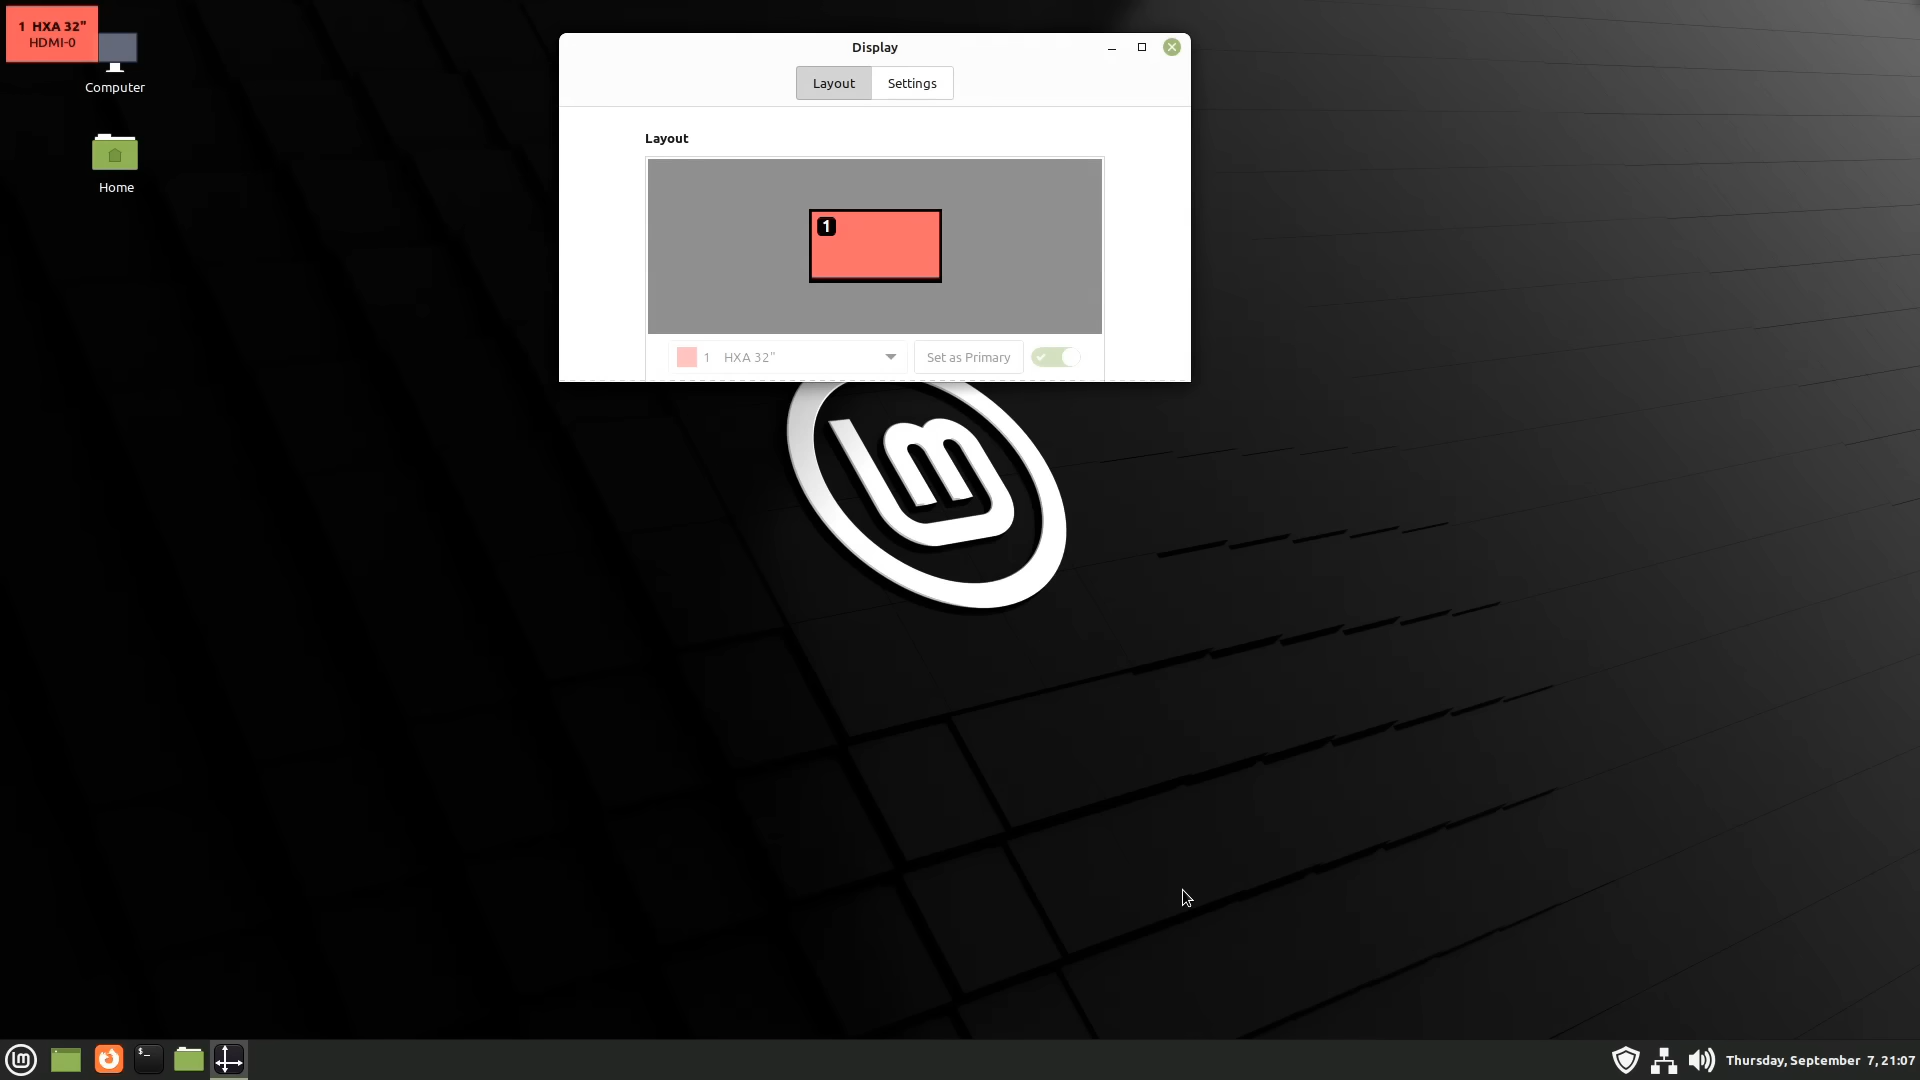 1 HXA 32"
HDMI-0
Computer
Home
Display
Layout
Settings
Layout
1
1 HXA 32"
Set as Primary
lm
$_
Thursday, September 7, 21:07